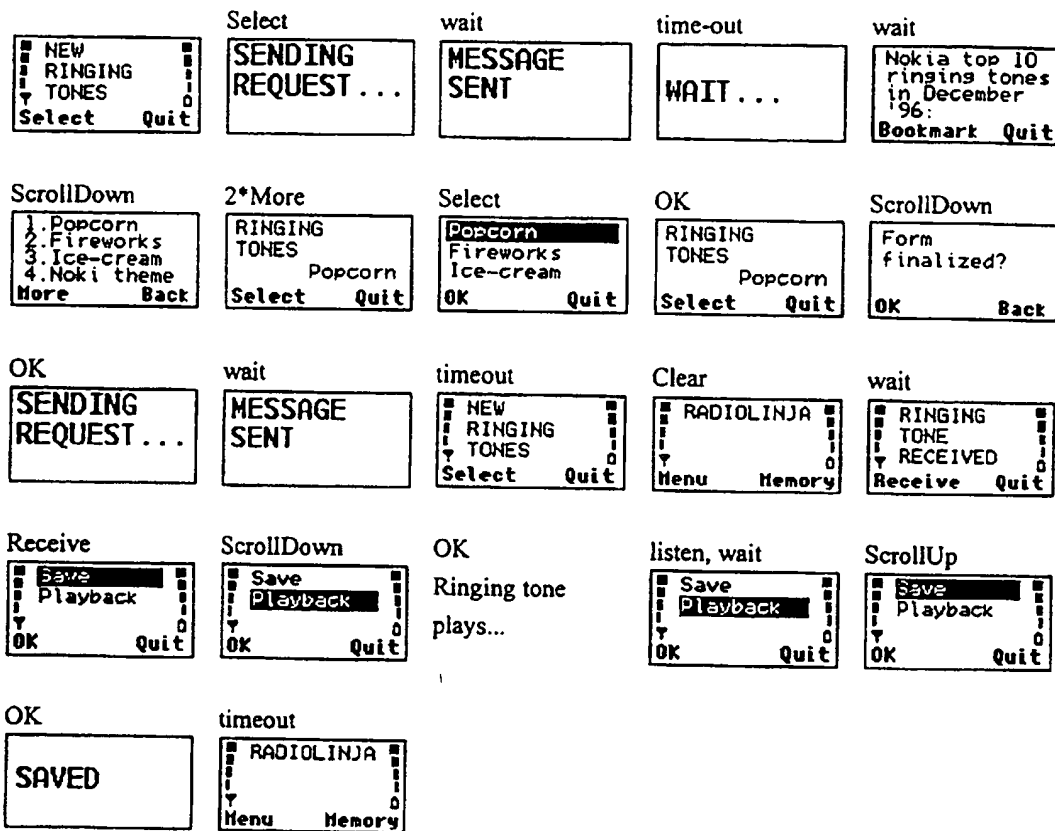 NEW
RINGING
TONES
Select Quit
Select
SENDING
REQUEST...
wait
MESSAGE
SENT
time-out
WAIT...
wait
Nokia top 10
ringing tones
in December
'96:
Bookmark Quit
ScrollDown
1.Popcorn
2.Fireworks
3.Ice-cream
4.Noki theme
More Back
2*More
RINGING
TONES
Popcorn
Select Quit
Select
Popcorn
Fireworks
Ice-cream
OK Quit
OK
RINGING
TONES
Popcorn
Select Quit
ScrollDown
Form
finalized?
OK Back
OK
SENDING
REQUEST...
wait
MESSAGE
SENT
timeout
NEW
RINGING
TONES
Select Quit
Clear
RADIOLINJA
Menu Memory
wait
RINGING
TONE
RECEIVED
Receive Quit
Receive
Save
Playback
OK Quit
ScrollDown
Save
Playback
OK Quit
OK
Ringing tone
plays...
listen, wait
Save
Playback
OK Quit
ScrollUp
Save
Playback
OK Quit
OK
SAVED
timeout
RADIOLINJA
Menu Memory